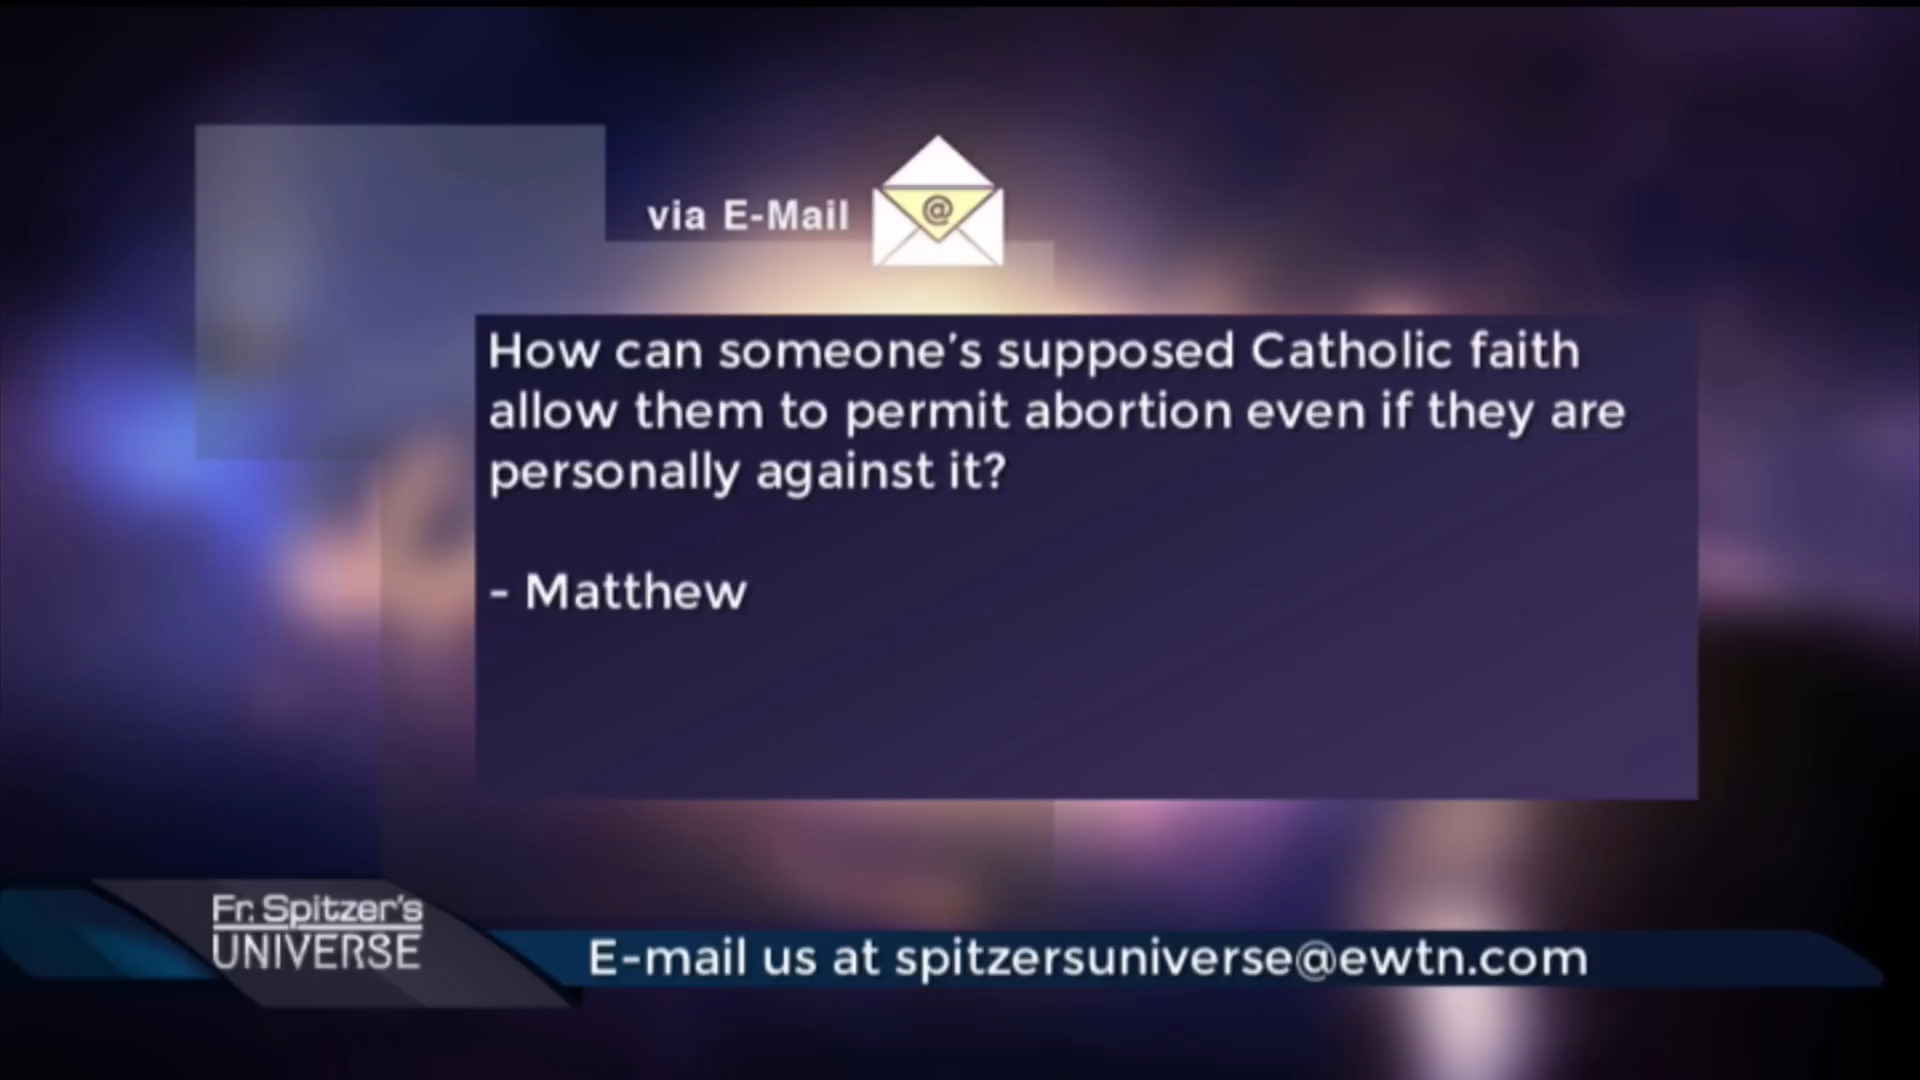 via E-Mail
@
How can someone's supposed Catholic faith
allow them to permit abortion even if they are
personally against it?
- Matthew
Fr. Spitzer's
UNIVERSE
E-mail us at spitzersuniverse@ewtn.com